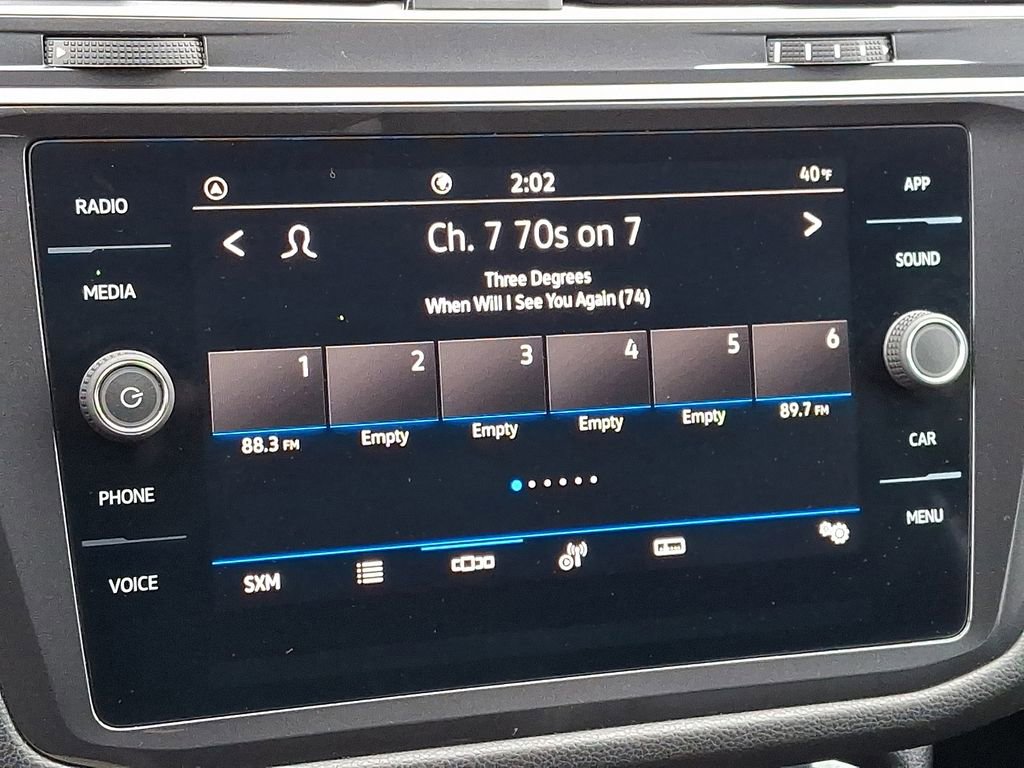 2:02
40°F
RADIO
APP
< Ch. 7 70s on 7 >
SOUND
MEDIA
Three Degrees
When Will I See You Again (74)
1 2 3 4 5 6
88.3 FM Empty Empty Empty Empty 89.7 FM
CAR
PHONE
MENU
VOICE
SXM